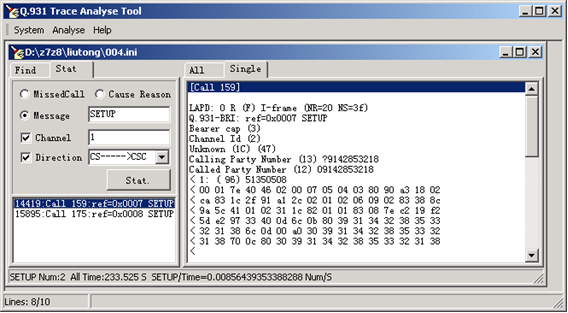 Q.931 Trace Analyse Tool
System Analyse Help
D:\z7z8\liutong\004.ini
Find Stat
MissedCall Cause Reason
Message SETUP
Channel 1
Direction CS----->CSC
Stat.
14419:Call 159:ref=0x0007 SETUP
15895:Call 175:ref=0x0008 SETUP
All Single
[Call 159]
LAPD: O R (F) I-frame (NR=20 NS=3f)
Q.931-BRI: ref=0x0007 SETUP
Bearer cap (3)
Channel Id (2)
Unknown (1C) (47)
Calling Party Number (13) ?9142853218
Called Party Number (12) 09142853218
< 1: ( 96) 51350508
< 00 01 7e 40 46 02 00 07 05 04 03 80 90 a3 18 02
< ca 83 1c 2f 91 a1 2c 02 01 02 06 09 02 83 38 8c
< 9a 5c 41 01 02 31 1c 82 01 01 83 08 7e c2 19 f2
< 5d e2 97 33 40 0d 6c 0b 80 39 31 34 32 38 35 33
< 32 31 38 6c 0d 00 a0 30 39 31 34 32 38 35 33 32
< 31 38 70 0c 80 30 39 31 34 32 38 35 33 32 31 38
<
SETUP Num:2 All Time:233.525 S SETUP/Time=0.00856439353388288 Num/S
Lines: 8/10